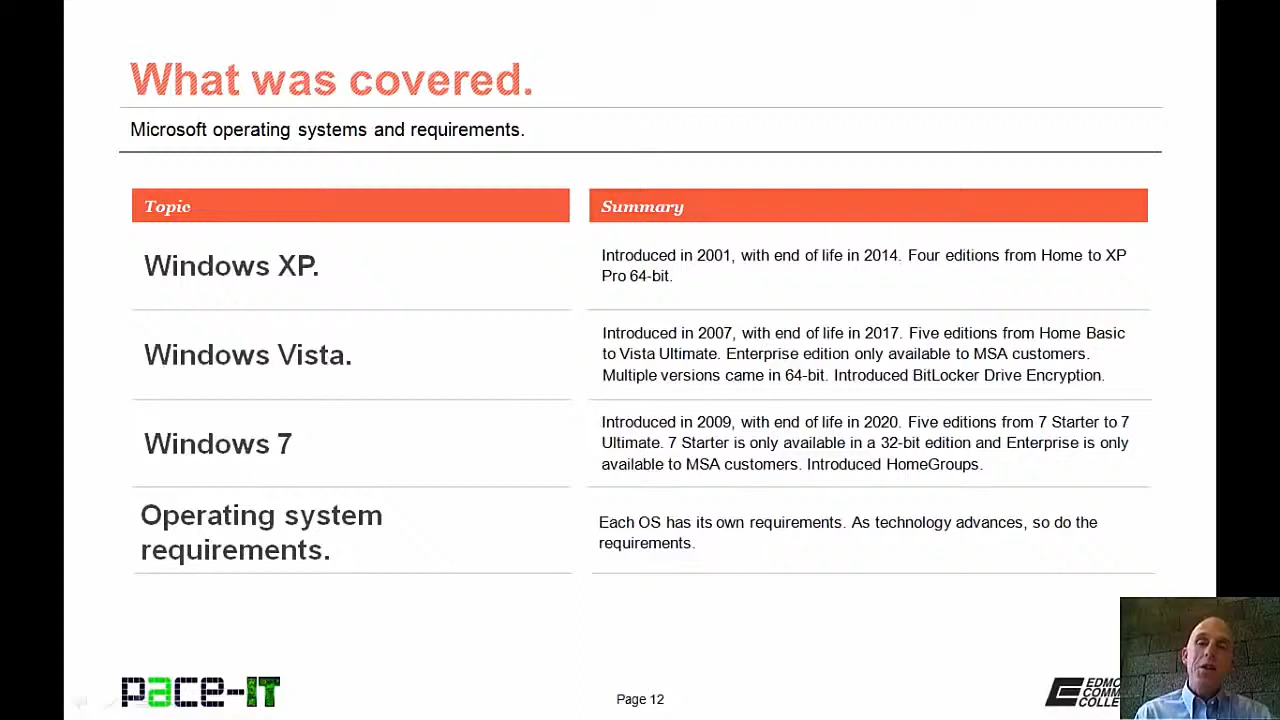 What was covered.
Microsoft operating systems and requirements.
Topic
Summary
Windows XP.
Introduced in 2001, with end of life in 2014. Four editions from Home to XP
Pro 64-bit.
Windows Vista.
Introduced in 2007, with end of life in 2017. Five editions from Home Basic
to Vista Ultimate. Enterprise edition only available to MSA customers.
Multiple versions came in 64-bit. Introduced BitLocker Drive Encryption.
Windows 7
Introduced in 2009, with end of life in 2020. Five editions from 7 Starter to 7
Ultimate. 7 Starter is only available in a 32-bit edition and Enterprise is only
available to MSA customers. Introduced HomeGroups.
Operating system
requirements.
Each OS has its own requirements. As technology advances, so do the
requirements.
pace-IT
Page 12